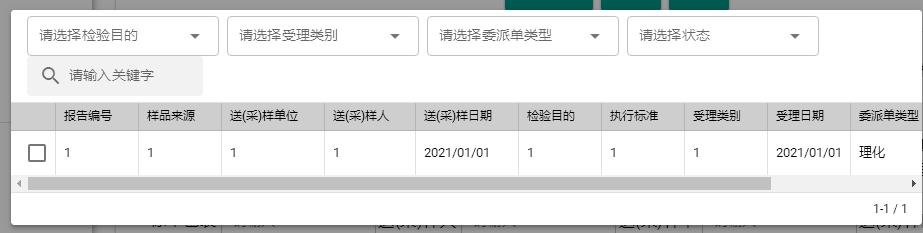 请选择检验目的 请选择受理类别 请选择委派单类型 请选择状态
请输入关键字
报告编号 样品来源 送(采)样单位 送(采)样人 送(采)样日期 检验目的 执行标准 受理类别 受理日期 委派单类型
1 1 1 1 2021/01/01 1 1 1 2021/01/01 理化
1-1 / 1